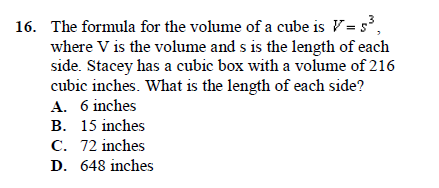 16. The formula for the volume of a cube is V = s³,
where V is the volume and s is the length of each
side. Stacey has a cubic box with a volume of 216
cubic inches. What is the length of each side?
A. 6 inches
B. 15 inches
C. 72 inches
D. 648 inches